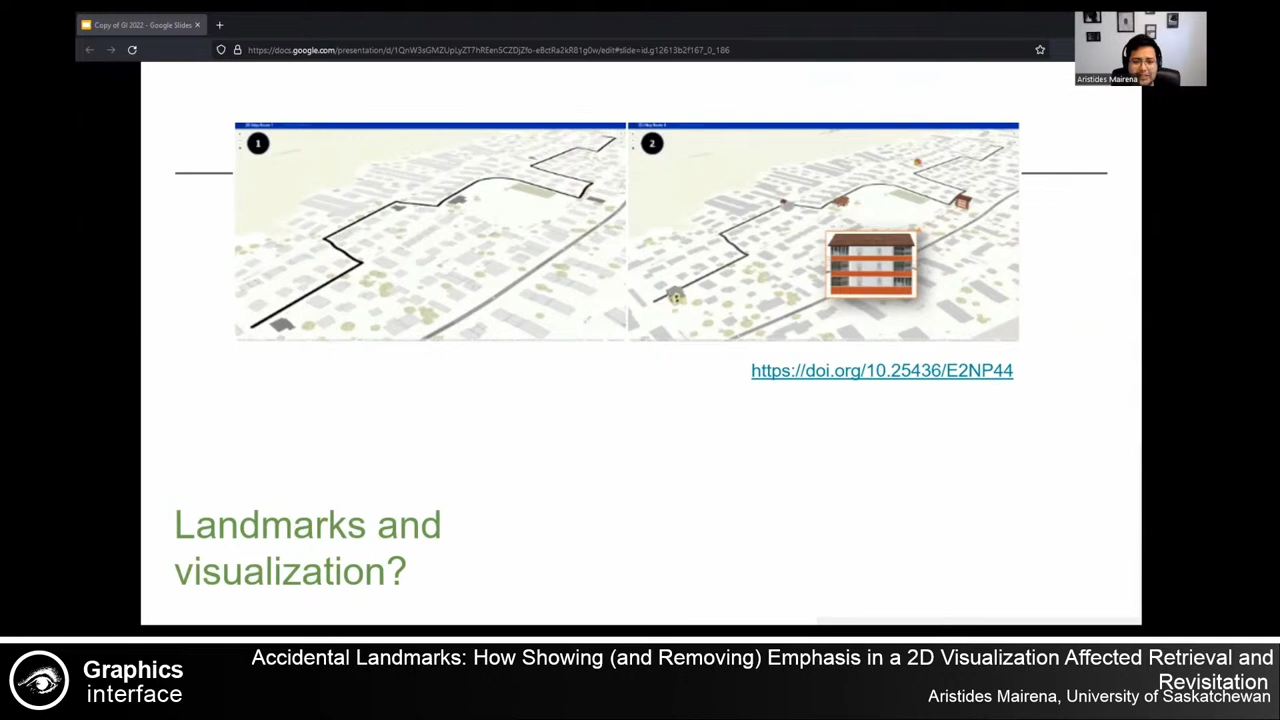 Copy of GI 2022 - Google Slides
https://docs.google.com/presentation/d/1QnW3sGMZUpLyZT7hREenSCZDjZfo-eBctRa2kR81g0w/edit#slide=id.g12613b2f167_0_186
Aristides Mairena
1
2
https://doi.org/10.25436/E2NP44
Landmarks and
visualization?
Graphics
interface
Accidental Landmarks: How Showing (and Removing) Emphasis in a 2D Visualization Affected Retrieval and
Revisitation
Aristides Mairena, University of Saskatchewan